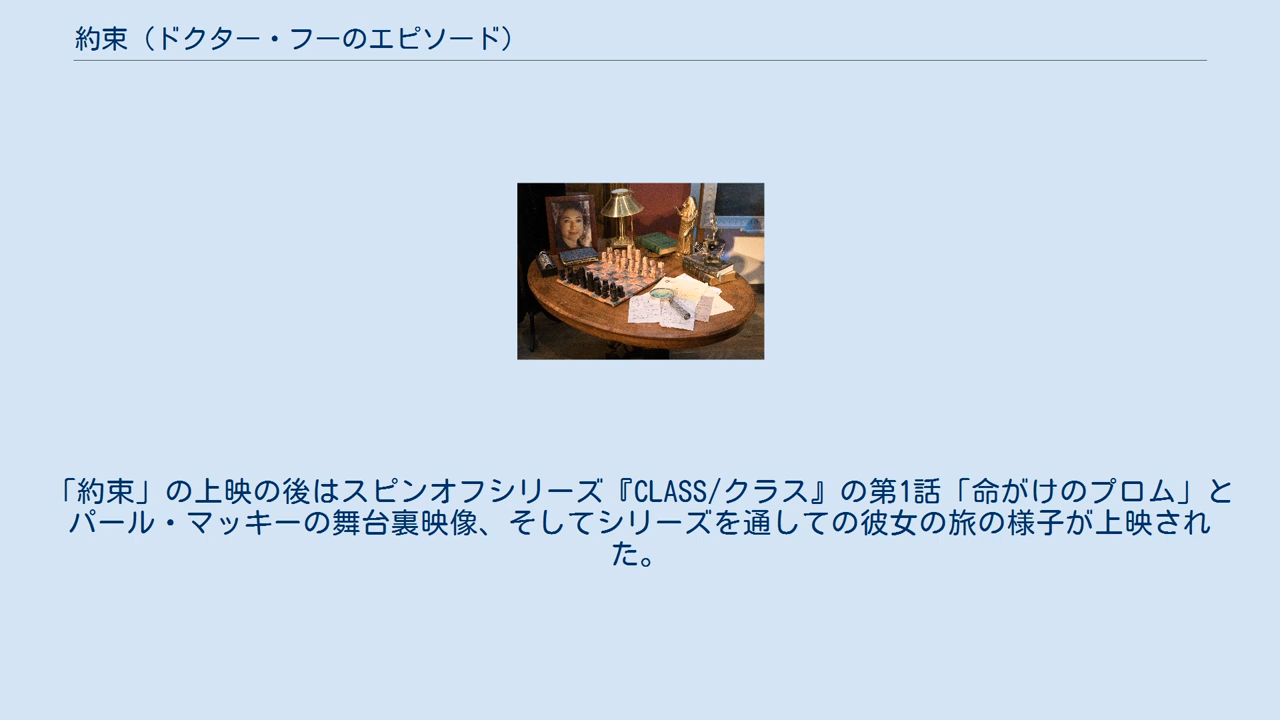 約束（ドクター・フーのエピソード）
「約束」の上映の後はスピンオフシリーズ『CLASS/クラス』の第1話「命がけのプロム」と
パール・マッキーの舞台裏映像、そしてシリーズを通しての彼女の旅の様子が上映され
た。